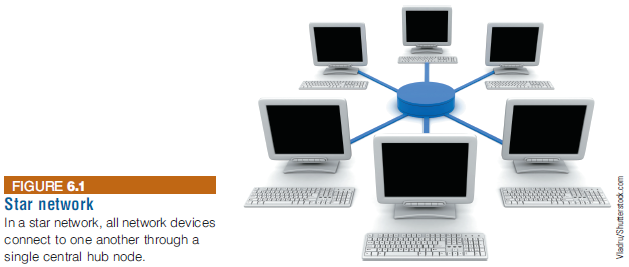 FIGURE 6.1
Star network
In a star network, all network devices
connect to one another through a
single central hub node.
Vladru/Shutterstock.com